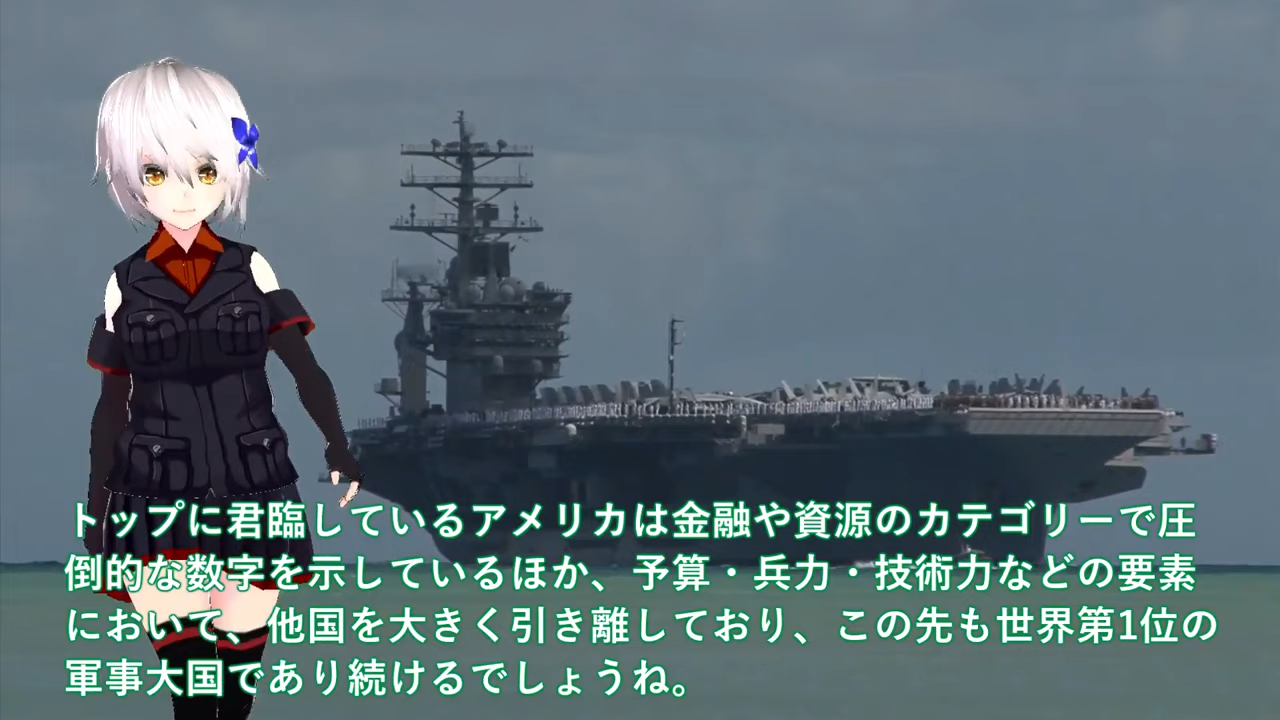 トップに君臨しているアメリカは金融や資源のカテゴリーで圧
倒的な数字を示しているほか、予算・兵力・技術力などの要素
において、他国を大きく引き離しており、この先も世界第1位の
軍事大国であり続けるでしょうね。